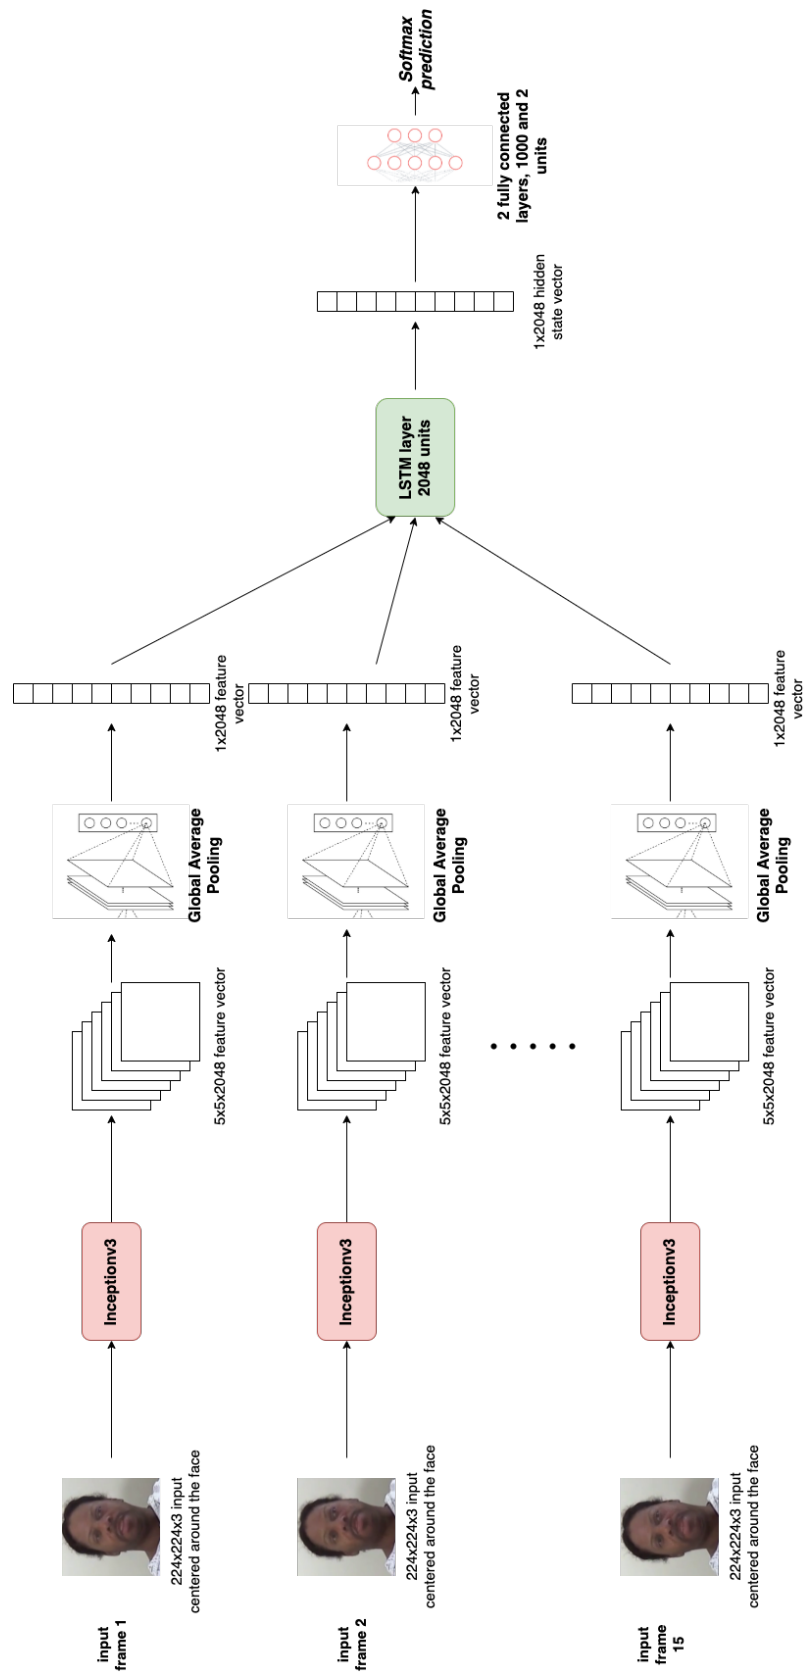 input
frame 1
224x224x3 input
centered around the face
Inceptionv3
5x5x2048 feature vector
Global Average
Pooling
1x2048 feature
vector
input
frame 2
224x224x3 input
centered around the face
Inceptionv3
5x5x2048 feature vector
Global Average
Pooling
1x2048 feature
vector
input
frame
15
224x224x3 input
centered around the face
Inceptionv3
5x5x2048 feature vector
Global Average
Pooling
1x2048 feature
vector
LSTM layer
2048 units
1x2048 hidden
state vector
2 fully connected
layers, 1000 and 2
units
Softmax
prediction